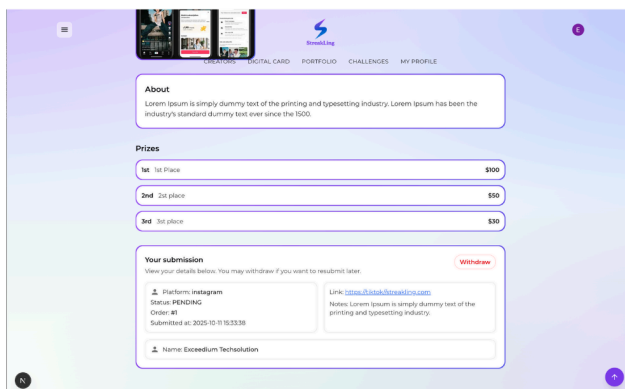 StreakLing
E
CREATORS DIGITAL CARD PORTFOLIO CHALLENGES MY PROFILE
About
Lorem Ipsum is simply dummy text of the printing and typesetting industry. Lorem Ipsum has been the
industry's standard dummy text ever since the 1500.
Prizes
1st 1st Place $100
2nd 2st place $50
3rd 3st place $30
Your submission
Withdraw
View your details below. You may withdraw if you want to resubmit later.
Platform: instagram
Status: PENDING
Order: #1
Submitted at: 2025-10-11 15:33:38
Link: https://tiktok/streakling.com
Notes: Lorem Ipsum is simply dummy text of the
printing and typesetting industry.
Name: Exceedium Techsolution
N